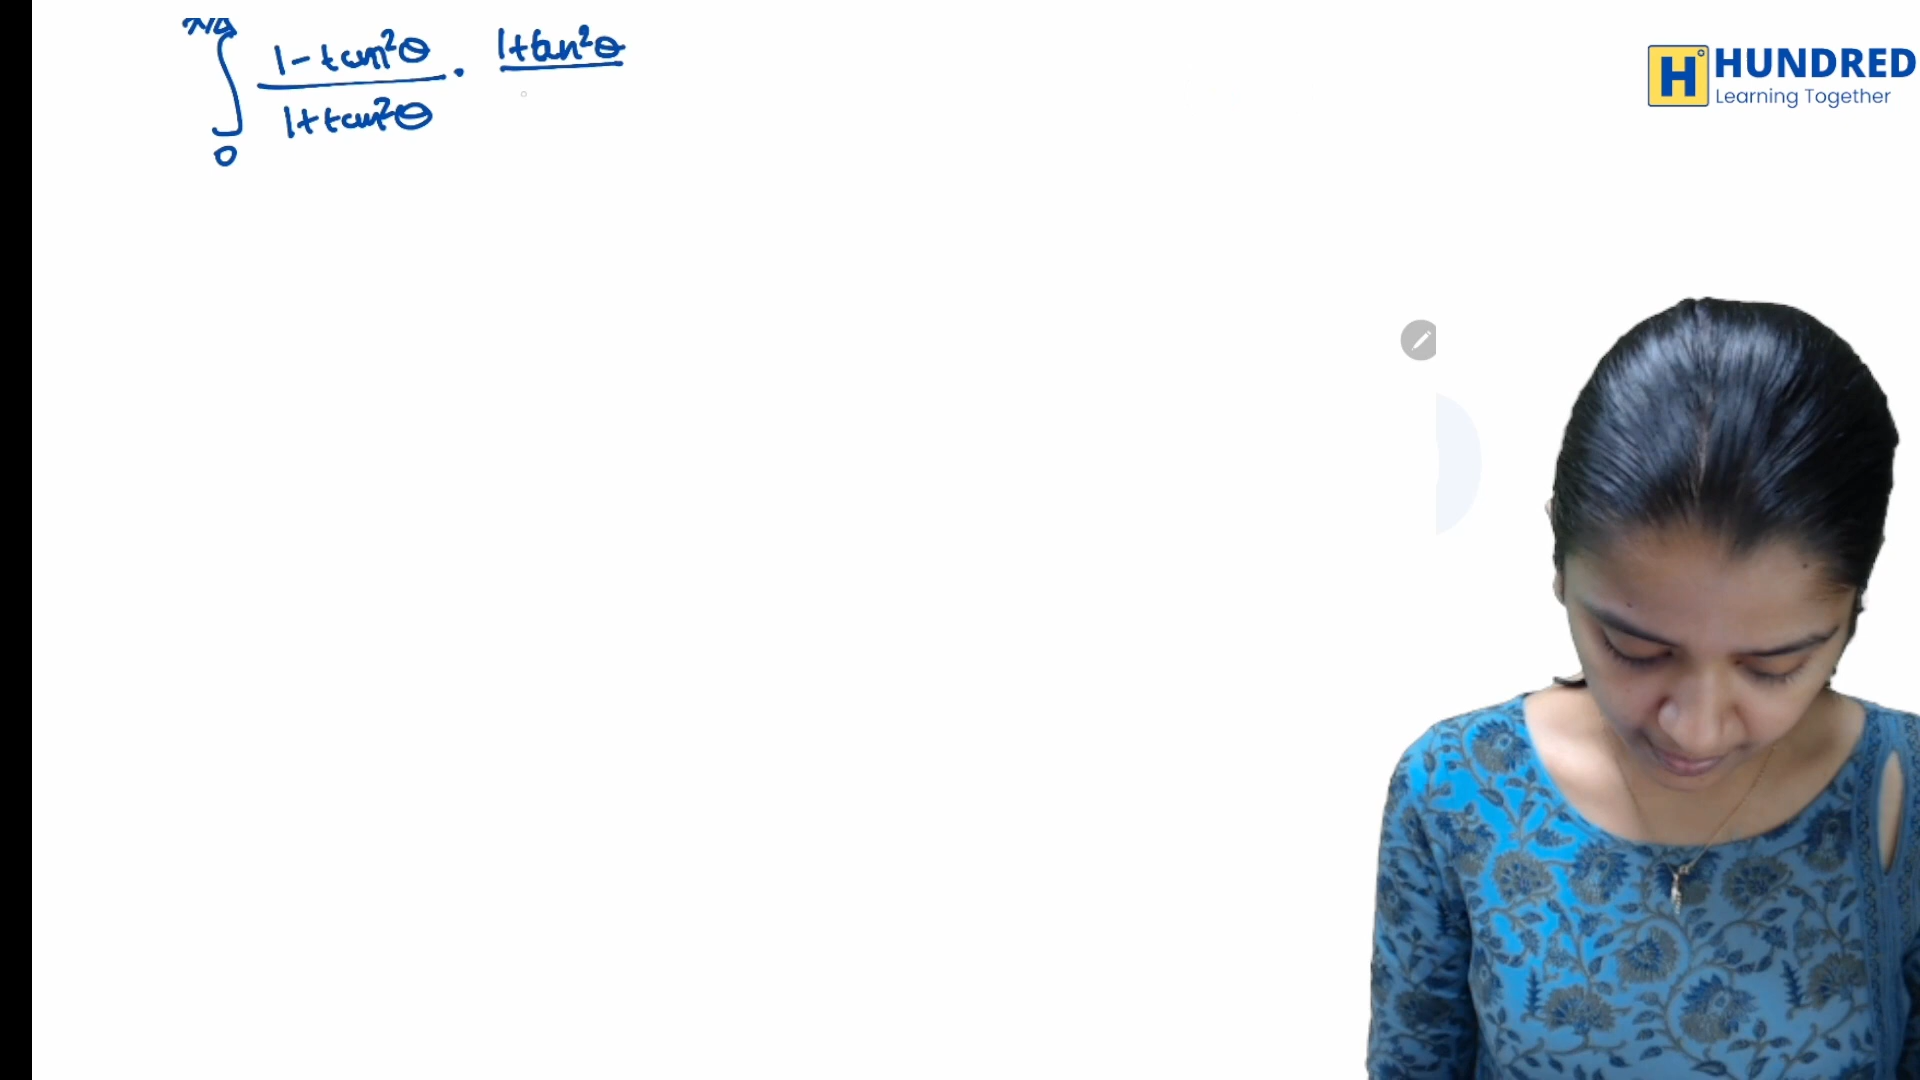 π/4
∫ 1-tan²θ / 1+tan²θ . 1+tan²θ
0
HUNDRED
Learning Together